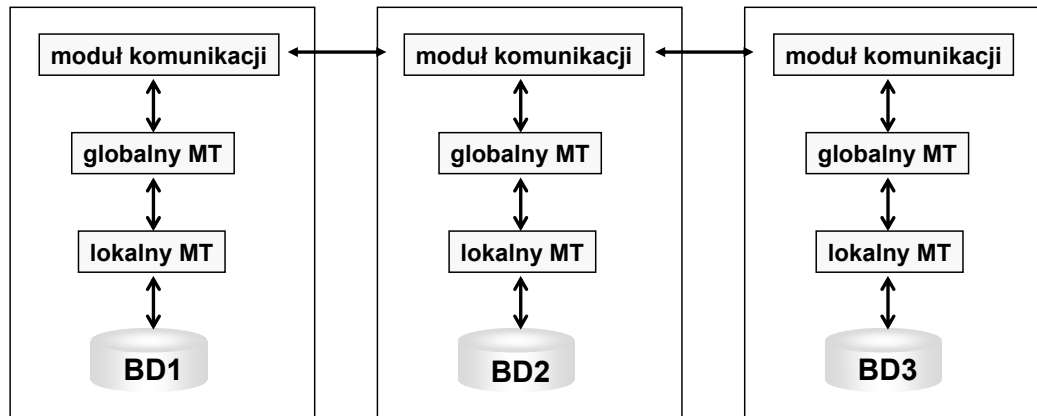 moduł komunikacji
moduł komunikacji
moduł komunikacji
globalny MT
globalny MT
globalny MT
lokalny MT
lokalny MT
lokalny MT
BD1
BD2
BD3